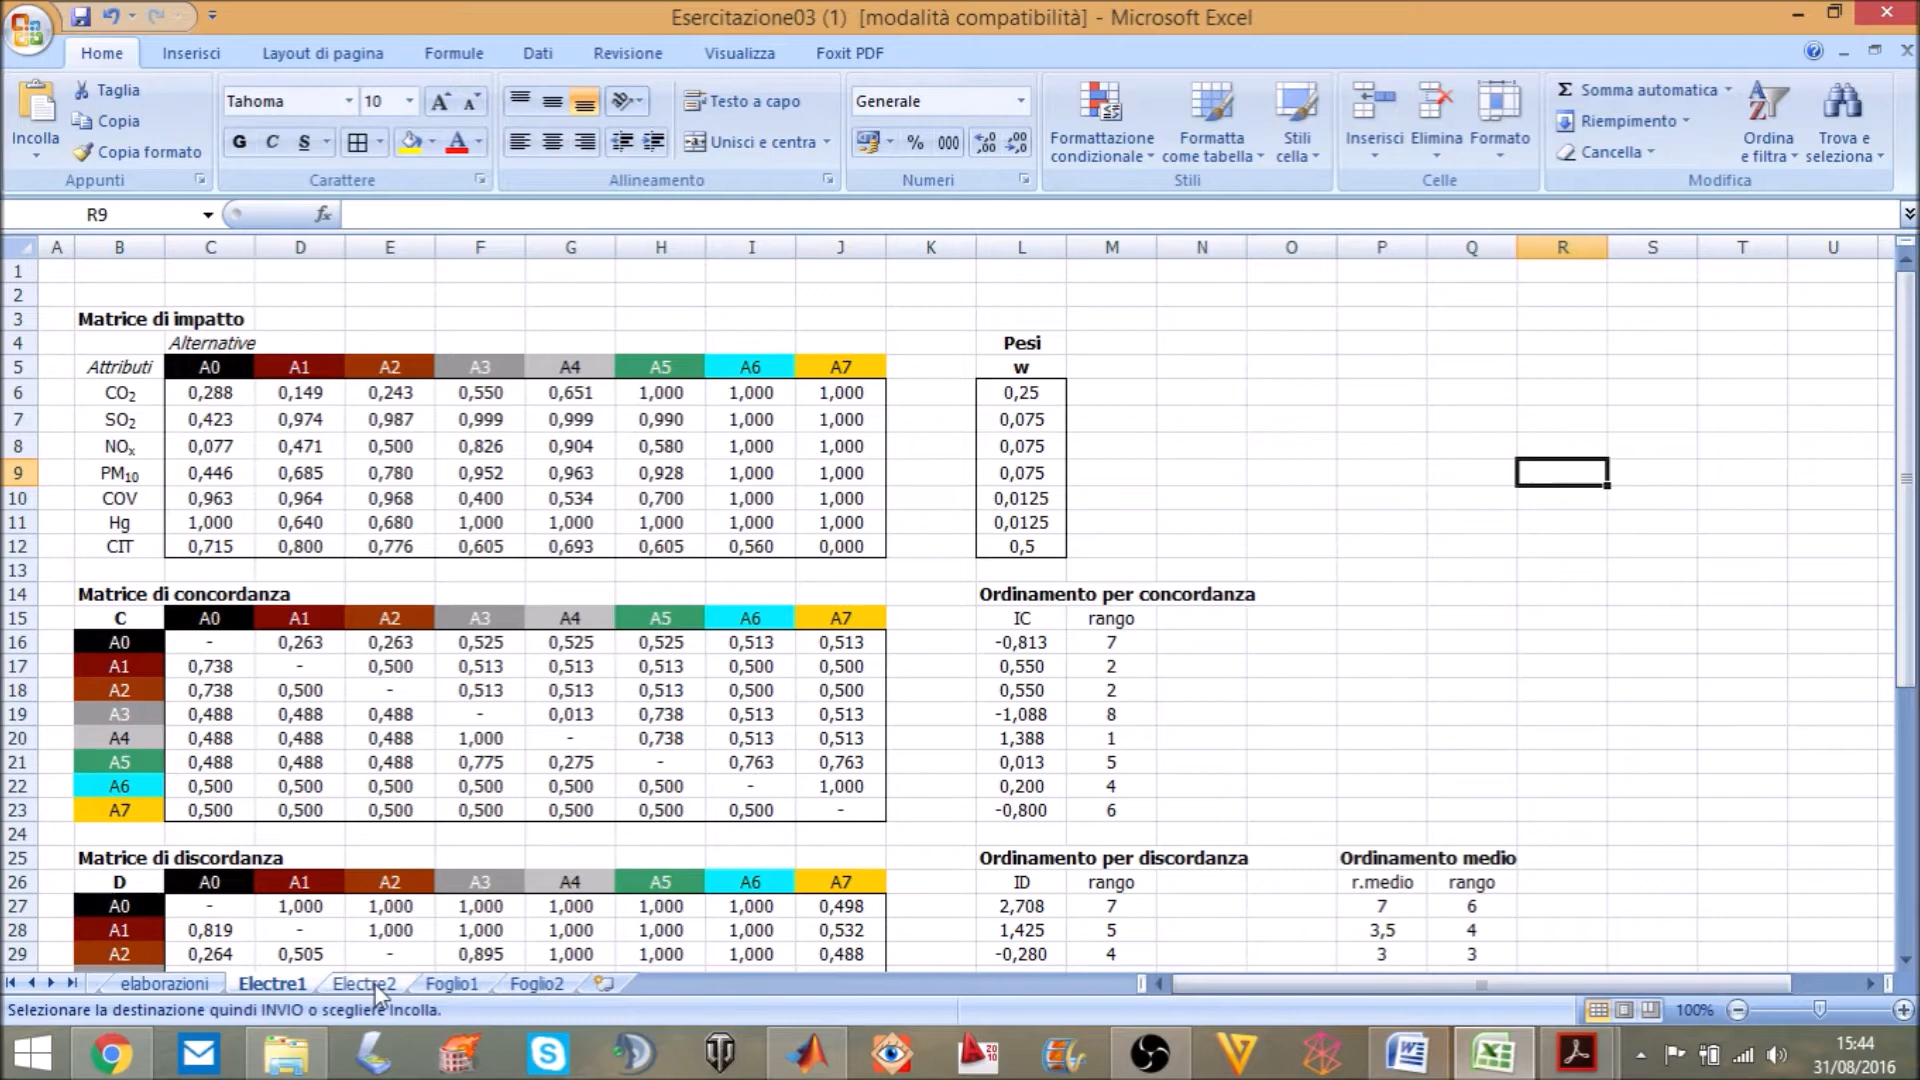 Esercitazione03 (1) [modalità compatibilità] - Microsoft Excel
Home Inserisci Layout di pagina Formule Dati Revisione Visualizza Foxit PDF
Incolla Taglia Copia Copia formato
Tahoma 10
G C S
Testo a capo
Unisci e centra
Generale
% 000
Formattazione condizionale
Formatta come tabella
Stili cella
Inserisci Elimina Formato
Somma automatica
Riempimento
Cancella
Ordina e filtra
Trova e seleziona
Appunti Carattere Allineamento Numeri Stili Celle Modifica
R9 fx
A B C D E F G H I J K L M N O P Q R S T U
1
2
3 Matrice di impatto
4 Alternative Pesi
5 Attributi A0 A1 A2 A3 A4 A5 A6 A7 w
6 CO2 0,288 0,149 0,243 0,550 0,651 1,000 1,000 1,000 0,25
7 SO2 0,423 0,974 0,987 0,999 0,999 0,990 1,000 1,000 0,075
8 NOx 0,077 0,471 0,500 0,826 0,904 0,580 1,000 1,000 0,075
9 PM10 0,446 0,685 0,780 0,952 0,963 0,928 1,000 1,000 0,075
10 COV 0,963 0,964 0,968 0,400 0,534 0,700 1,000 1,000 0,0125
11 Hg 1,000 0,640 0,680 1,000 1,000 1,000 1,000 1,000 0,0125
12 CIT 0,715 0,800 0,776 0,605 0,693 0,605 0,560 0,000 0,5
13
14 Matrice di concordanza Ordinamento per concordanza
15 C A0 A1 A2 A3 A4 A5 A6 A7 IC rango
16 A0 - 0,263 0,263 0,525 0,525 0,525 0,513 0,513 -0,813 7
17 A1 0,738 - 0,500 0,513 0,513 0,513 0,500 0,500 0,550 2
18 A2 0,738 0,500 - 0,513 0,513 0,513 0,500 0,500 0,550 2
19 A3 0,488 0,488 0,488 - 0,013 0,738 0,513 0,513 -1,088 8
20 A4 0,488 0,488 0,488 1,000 - 0,738 0,513 0,513 1,388 1
21 A5 0,488 0,488 0,488 0,775 0,275 - 0,763 0,763 0,013 5
22 A6 0,500 0,500 0,500 0,500 0,500 0,500 - 1,000 0,200 4
23 A7 0,500 0,500 0,500 0,500 0,500 0,500 0,500 - -0,800 6
24
25 Matrice di discordanza Ordinamento per discordanza Ordinamento medio
26 D A0 A1 A2 A3 A4 A5 A6 A7 ID rango r.medio rango
27 A0 - 1,000 1,000 1,000 1,000 1,000 1,000 0,498 2,708 7 7 6
28 A1 0,819 - 1,000 1,000 1,000 1,000 1,000 0,532 1,425 5 3,5 4
29 A2 0,264 0,505 - 0,895 1,000 1,000 1,000 0,488 -0,280 4 3 3
elaborazioni Electre1 Electre2 Foglio1 Foglio2
Selezionare la destinazione quindi INVIO o scegliere Incolla. 100%
15:44
31/08/2016